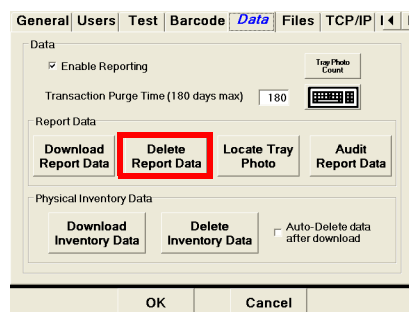 General Users Test Barcode Data Files TCP/IP
Data
Enable Reporting
Tray Photo
Count
Transaction Purge Time (180 days max) 180
Report Data
Download
Report Data
Delete
Report Data
Locate Tray
Photo
Audit
Report Data
Physical Inventory Data
Download
Inventory Data
Delete
Inventory Data
Auto-Delete data
after download
OK Cancel